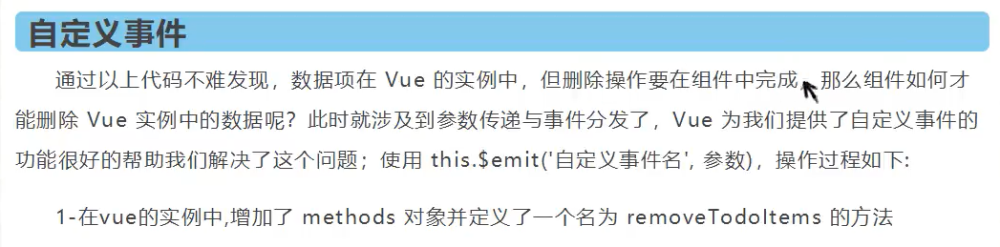 自定义事件
通过以上代码不难发现，数据项在 Vue 的实例中，但删除操作要在组件中完成，那么组件如何才
能删除 Vue 实例中的数据呢？此时就涉及到参数传递与事件分发了，Vue 为我们提供了自定义事件的
功能很好的帮助我们解决了这个问题；使用 this.$emit('自定义事件名', 参数)，操作过程如下:
1-在vue的实例中,增加了 methods 对象并定义了一个名为 removeTodoItems 的方法